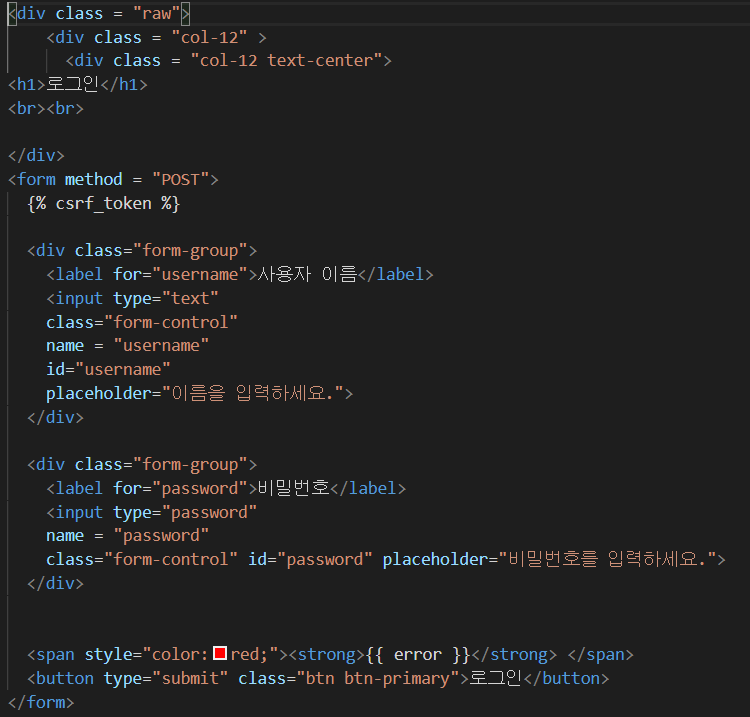 <div class = "raw">
<div class = "col-12" >
<div class = "col-12 text-center">
<h1>로그인</h1>
<br><br>
</div>
<form method = "POST">
{% csrf_token %}
<div class="form-group">
<label for="username">사용자 이름</label>
<input type="text"
class="form-control"
name = "username"
id="username"
placeholder="이름을 입력하세요.">
</div>
<div class="form-group">
<label for="password">비밀번호</label>
<input type="password"
name = "password"
class="form-control" id="password" placeholder="비밀번호를 입력하세요.">
</div>
<span style="color:red;"><strong>{{ error }}</strong> </span>
<button type="submit" class="btn btn-primary">로그인</button>
</form>